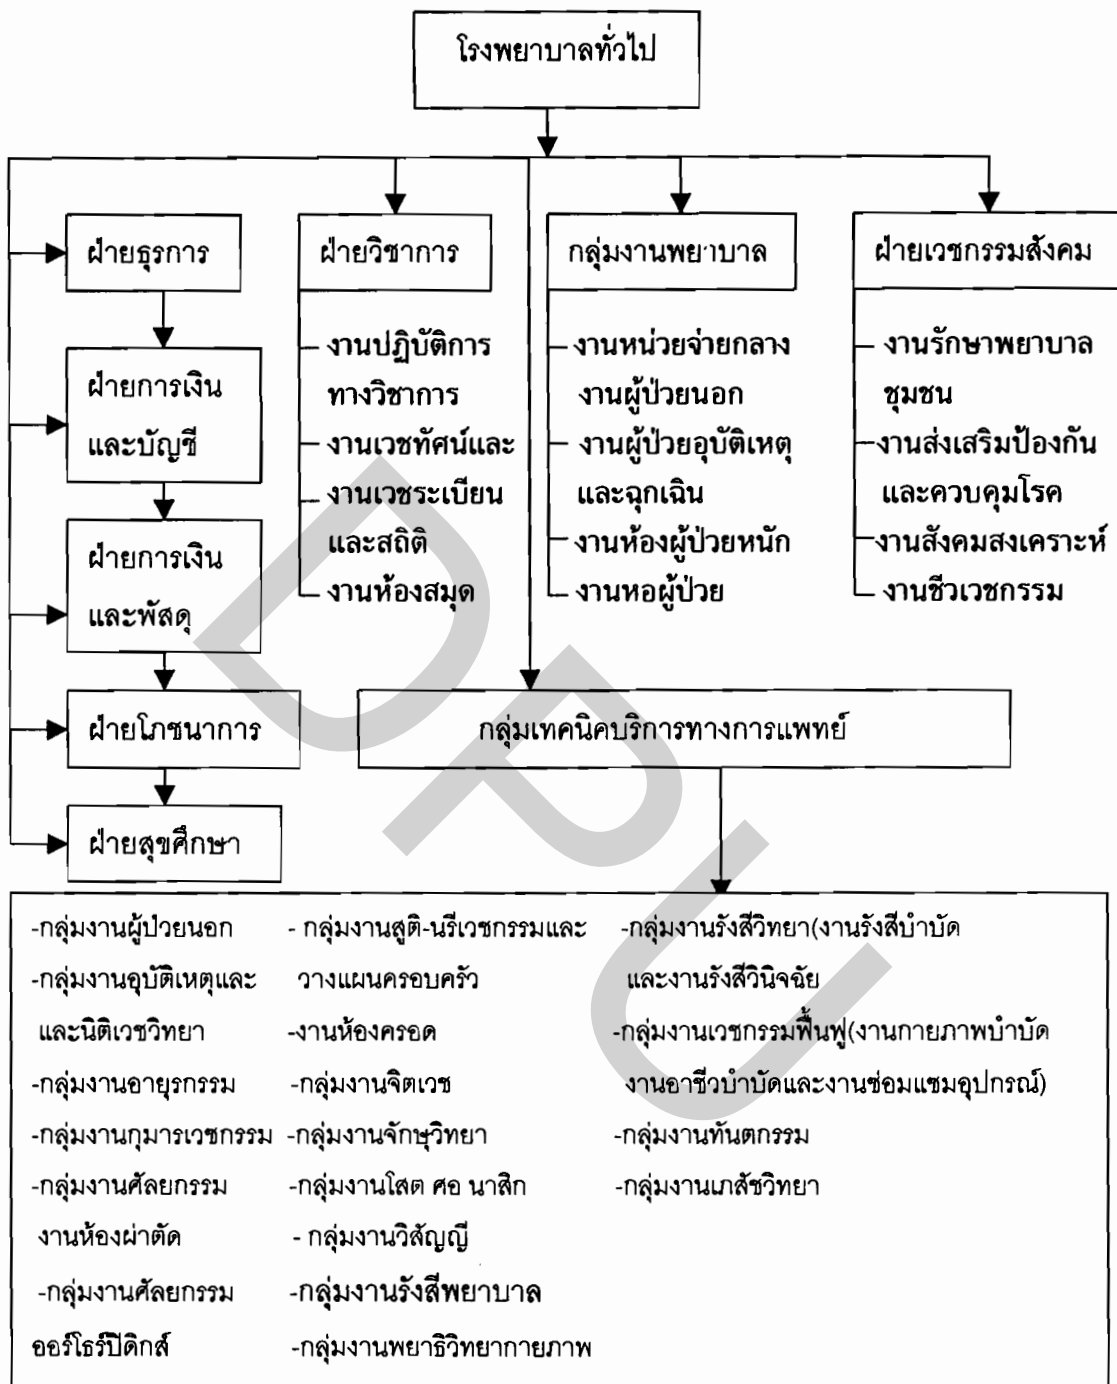 โรงพยาบาลทั่วไป
ฝ่ายธุรการ
ฝ่ายการเงิน
และบัญชี
ฝ่ายการเงิน
และพัสดุ
ฝ่ายโภชนาการ
ฝ่ายสุขศึกษา
ฝ่ายวิชาการ
งานปฏิบัติการ
ทางวิชาการ
งานเวชทัศน์และ
งานเวชระเบียน
และสถิติ
งานห้องสมุด
กลุ่มงานพยาบาล
งานหน่วยจ่ายกลาง
งานผู้ป่วยนอก
งานผู้ป่วยอุบัติเหตุ
และฉุกเฉิน
งานห้องผู้ป่วยหนัก
งานหอผู้ป่วย
ฝ่ายเวชกรรมสังคม
งานรักษาพยาบาล
ชุมชน
งานส่งเสริมป้องกัน
และควบคุมโรค
งานสังคมสงเคราะห์
งานชีวเวชกรรม
กลุ่มเทคนิคบริการทางการแพทย์
-กลุ่มงานผู้ป่วยนอก
-กลุ่มงานอุบัติเหตุและ
และนิติเวชวิทยา
-กลุ่มงานอายุรกรรม
-กลุ่มงานกุมารเวชกรรม
-กลุ่มงานศัลยกรรม
งานห้องผ่าตัด
-กลุ่มงานศัลยกรรม
ออร์โธร์ปิดิกส์
- กลุ่มงานสูติ-นรีเวชกรรมและ
วางแผนครอบครัว
-งานห้องครอด
-กลุ่มงานจิตเวช
-กลุ่มงานจักษุวิทยา
-กลุ่มงานโสต ศอ นาสิก
- กลุ่มงานวิสัญญี
-กลุ่มงานรังสีพยาบาล
-กลุ่มงานพยาธิวิทยากายภาพ
-กลุ่มงานรังสีวิทยา(งานรังสีบำบัด
และงานรังสีวินิจฉัย
-กลุ่มงานเวชกรรมฟื้นฟู(งานกายภาพบำบัด
งานอาชีวบำบัดและงานซ่อมแซมอุปกรณ์)
-กลุ่มงานทันตกรรม
-กลุ่มงานเภสัชวิทยา
DPU